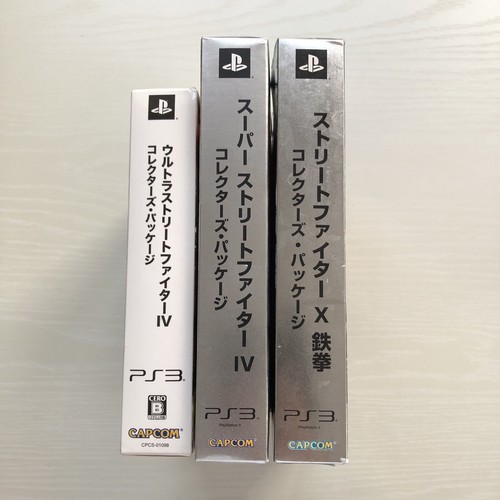 ウルトラストリートファイターIV
コレクターズ・パッケージ
PS3
CERO
B
CAPCOM
CPCS-01098
スーパー ストリートファイター IV
コレクターズ・パッケージ
PS3
PlayStation 3
CAPCOM
ストリートファイター X 鉄拳
コレクターズ・パッケージ
PS3
PlayStation 3
CAPCOM